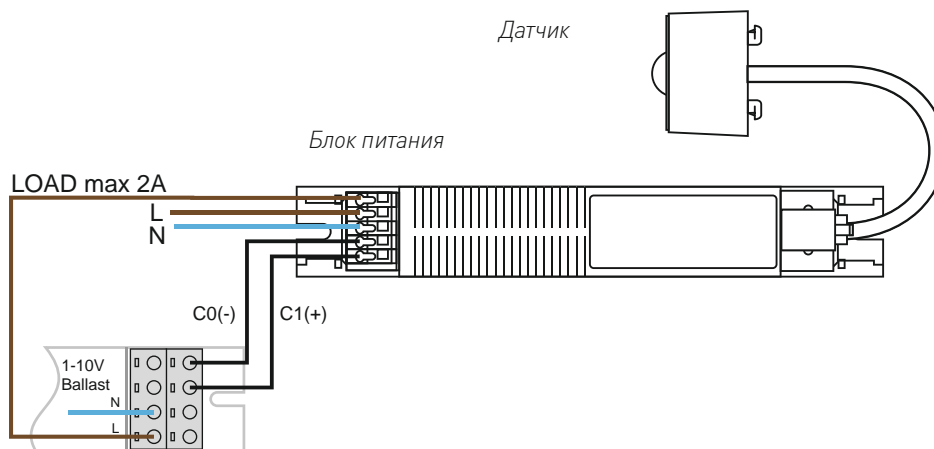 Датчик
Блок питания
LOAD max 2A
L
N
C0(-) C1(+)
1-10V
Ballast
N
L